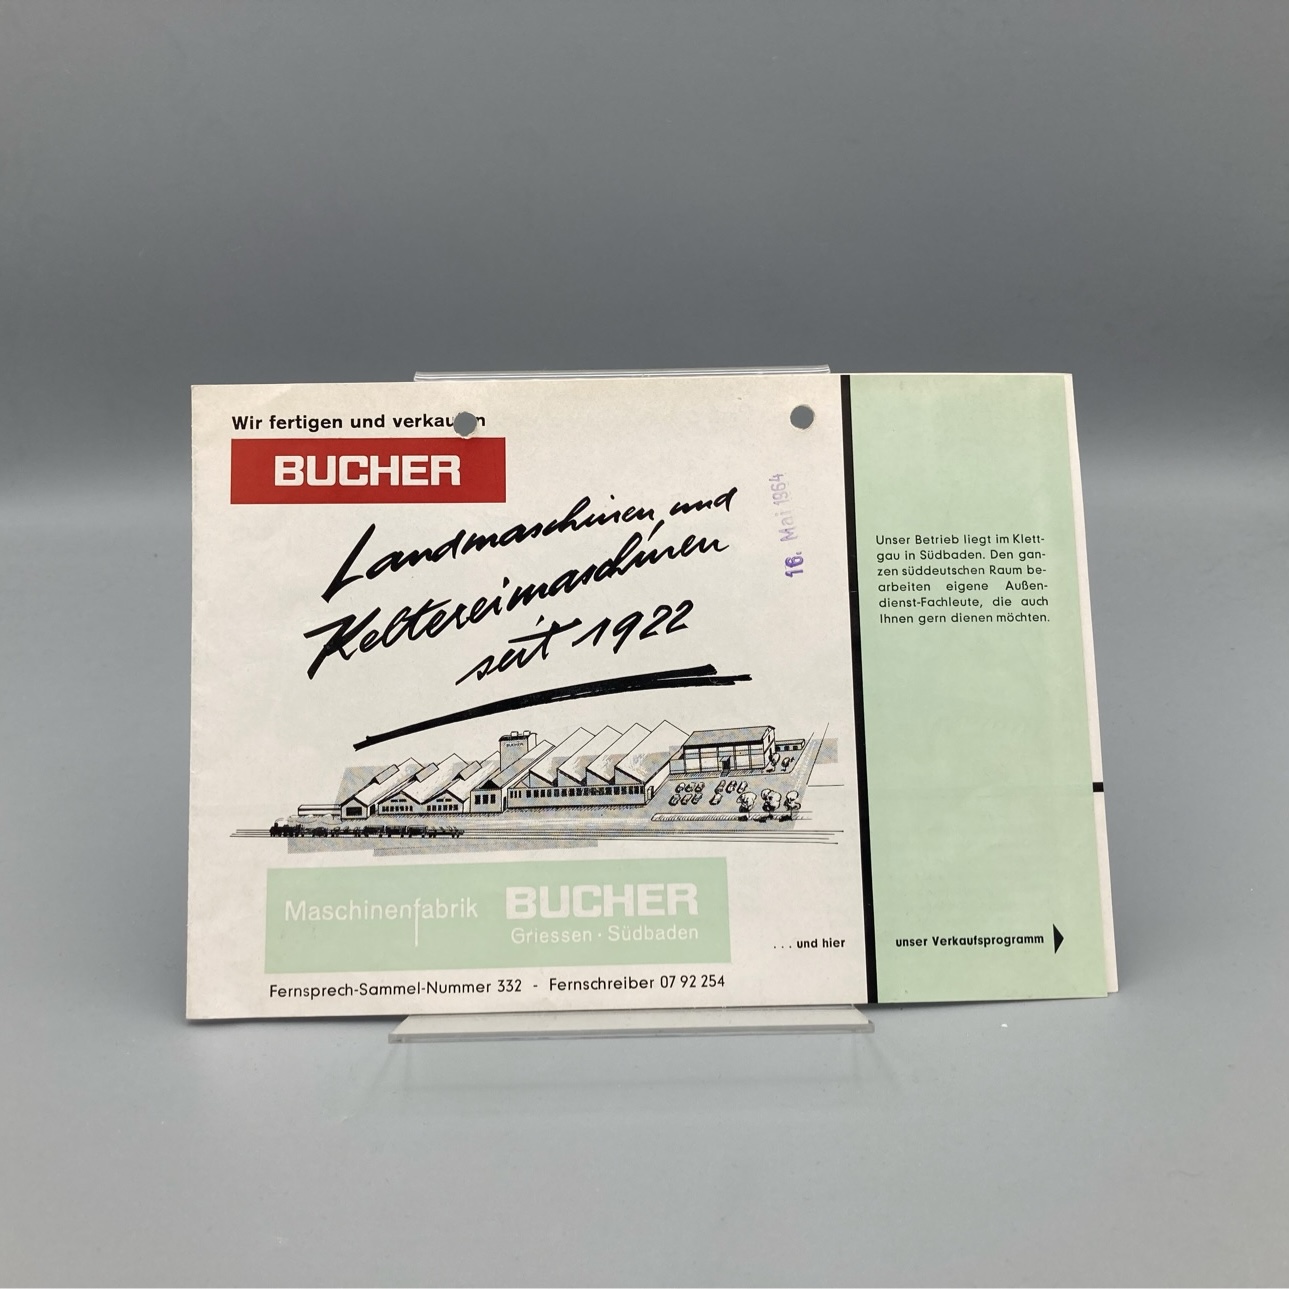 Wir fertigen und verkaufen
BUCHER
Landmaschinen und
Keltereimaschinen
seit 1922
16. Mai 1964
BUCHER
Maschinenfabrik BUCHER
Griessen · Südbaden
Fernsprech-Sammel-Nummer 332 - Fernschreiber 07 92 254
... und hier
Unser Betrieb liegt im Klett-
gau in Südbaden. Den gan-
zen süddeutschen Raum be-
arbeiten eigene Außen-
dienst-Fachleute, die auch
Ihnen gern dienen möchten.
unser Verkaufsprogramm